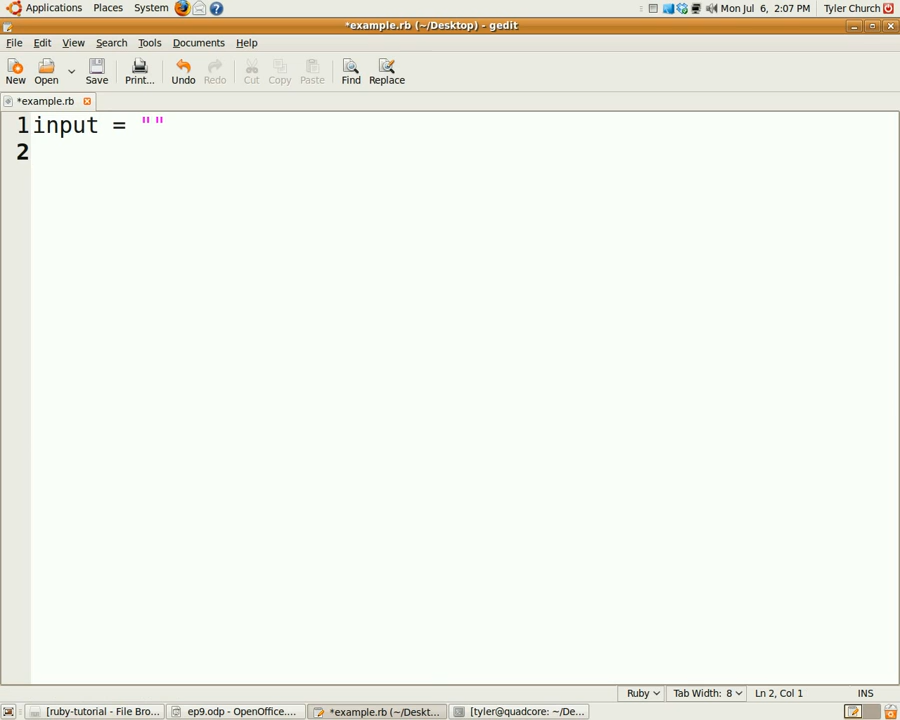 Applications Places System Mon Jul 6, 2:07 PM Tyler Church
*example.rb (~/Desktop) - gedit
File Edit View Search Tools Documents Help
New Open Save Print... Undo Redo Cut Copy Paste Find Replace
*example.rb
1 input = ""
2
Ruby Tab Width: 8 Ln 2, Col 1 INS
[ruby-tutorial - File Bro... ep9.odp - OpenOffice.... *example.rb (~/Deskt... [tyler@quadcore: ~/De...